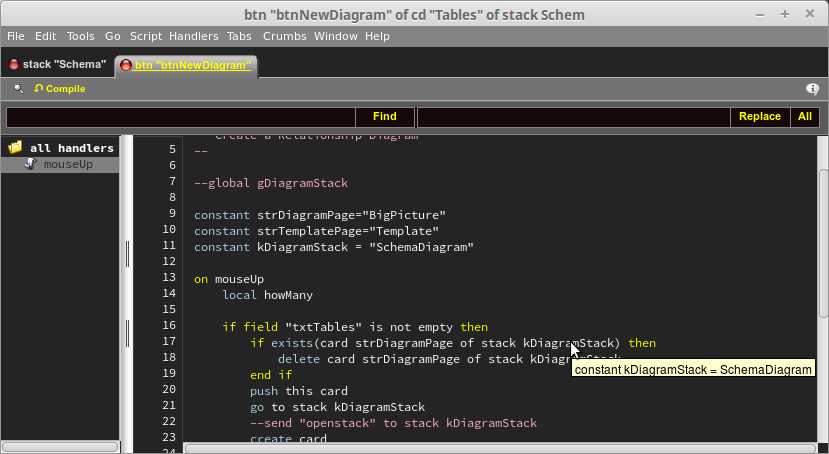 btn "btnNewDiagram" of cd "Tables" of stack Schem
File Edit Tools Go Script Handlers Tabs Crumbs Window Help
stack "Schema" btn "btnNewDiagram"
Compile
Find Replace All
all handlers
mouseUp
Create a Relationship Diagram
5 --
6
7 --global gDiagramStack
8
9 constant strDiagramPage="BigPicture"
10 constant strTemplatePage="Template"
11 constant kDiagramStack = "SchemaDiagram"
12
13 on mouseUp
14 local howMany
15
16 if field "txtTables" is not empty then
17 if exists(card strDiagramPage of stack kDiagramStack) then
18 delete card strDiagramPage of stack kDiagramStack
constant kDiagramStack = SchemaDiagram
19 end if
20 push this card
21 go to stack kDiagramStack
22 --send "openstack" to stack kDiagramStack
23 create card
24